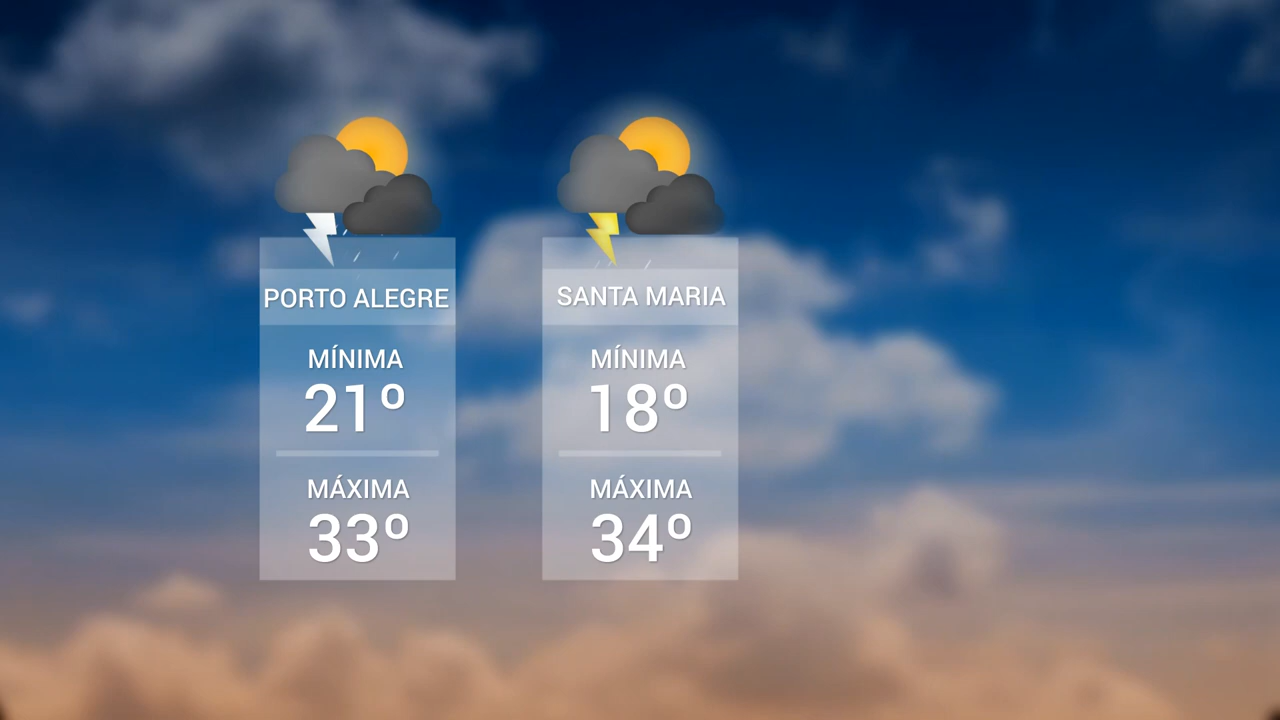 PORTO ALEGRE
MÍNIMA
21º
MÁXIMA
33º
SANTA MARIA
MÍNIMA
18º
MÁXIMA
34º